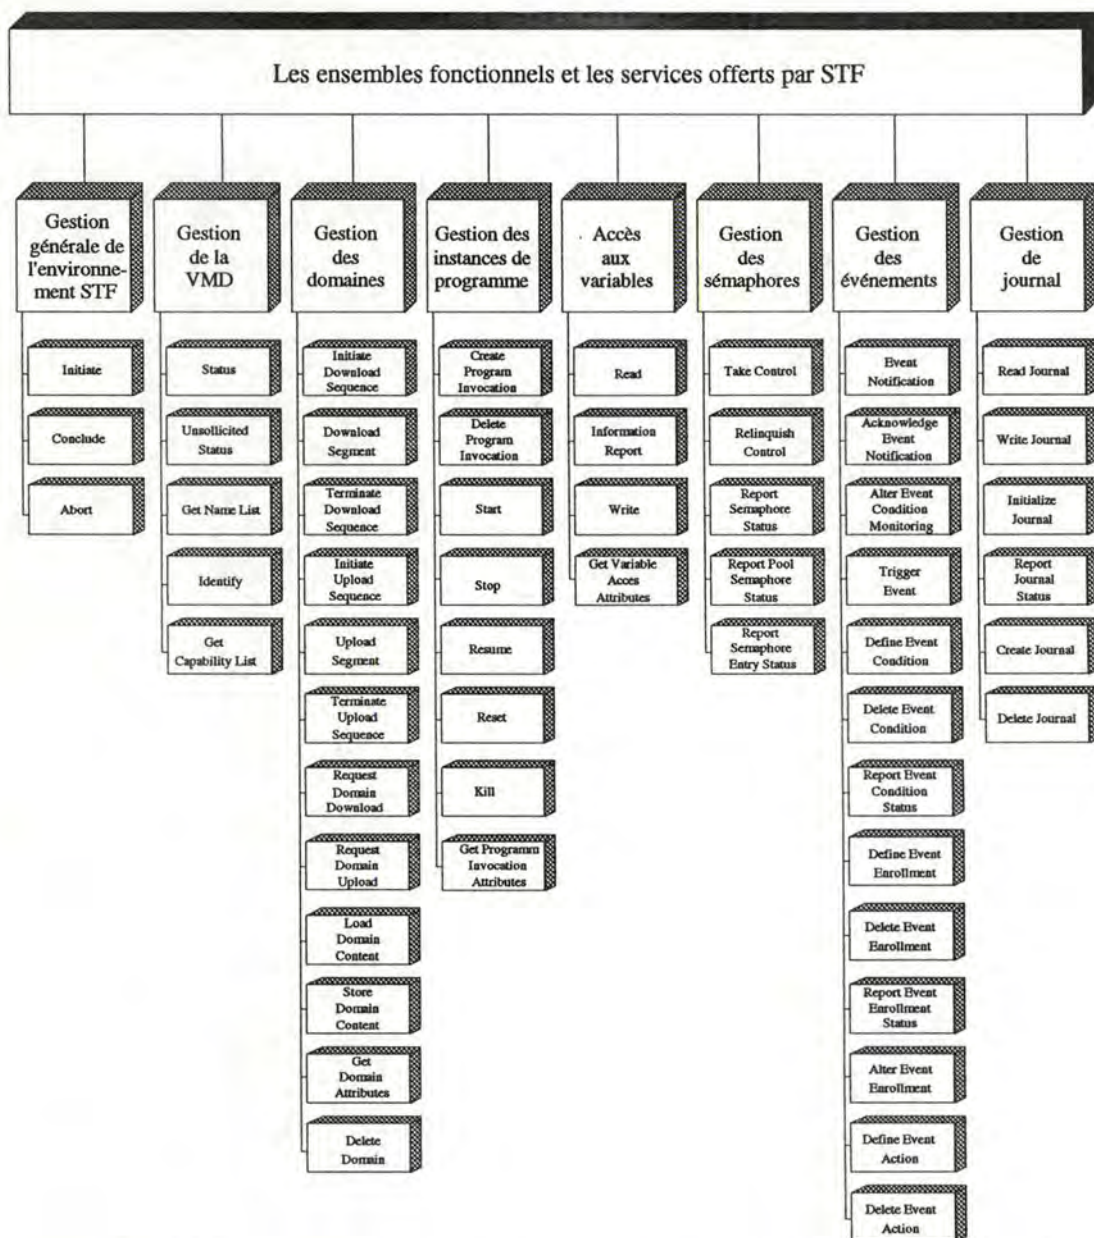 Les ensembles fonctionnels et les services offerts par STF
Gestion
générale de
l'environne-
ment STF
Initiate
Conclude
Abort
Gestion
de la
VMD
Status
Unsollicited
Status
Get Name List
Identify
Get
Capability List
Gestion
des
domaines
Initiate
Download
Sequence
Download
Segment
Terminate
Download
Sequence
Initiate
Upload
Sequence
Upload
Segment
Terminate
Upload
Sequence
Request
Domain
Download
Request
Domain
Upload
Load
Domain
Content
Store
Domain
Content
Get
Domain
Attributes
Delete
Domain
Gestion des
instances de
programme
Create
Program
Invocation
Delete
Program
Invocation
Start
Stop
Resume
Reset
Kill
Get Programm
Invocation
Attributes
Accès
aux
variables
Read
Information
Report
Write
Get Variable
Acces
Attributes
Gestion
des
sémaphores
Take Control
Relinquish
Control
Report
Semaphore
Status
Report Pool
Semaphore
Status
Report
Semaphore
Entry Status
Gestion
des
événements
Event
Notification
Acknowledge
Event
Notification
Alter Event
Condition
Monitoring
Trigger
Event
Define Event
Condition
Delete Event
Condition
Report Event
Condition
Status
Define Event
Enrollment
Delete Event
Enrollment
Report Event
Enrollment
Status
Alter Event
Enrollment
Define Event
Action
Delete Event
Action
Gestion
de
journal
Read Journal
Write Journal
Initialize
Journal
Report
Journal
Status
Create Journal
Delete Journal